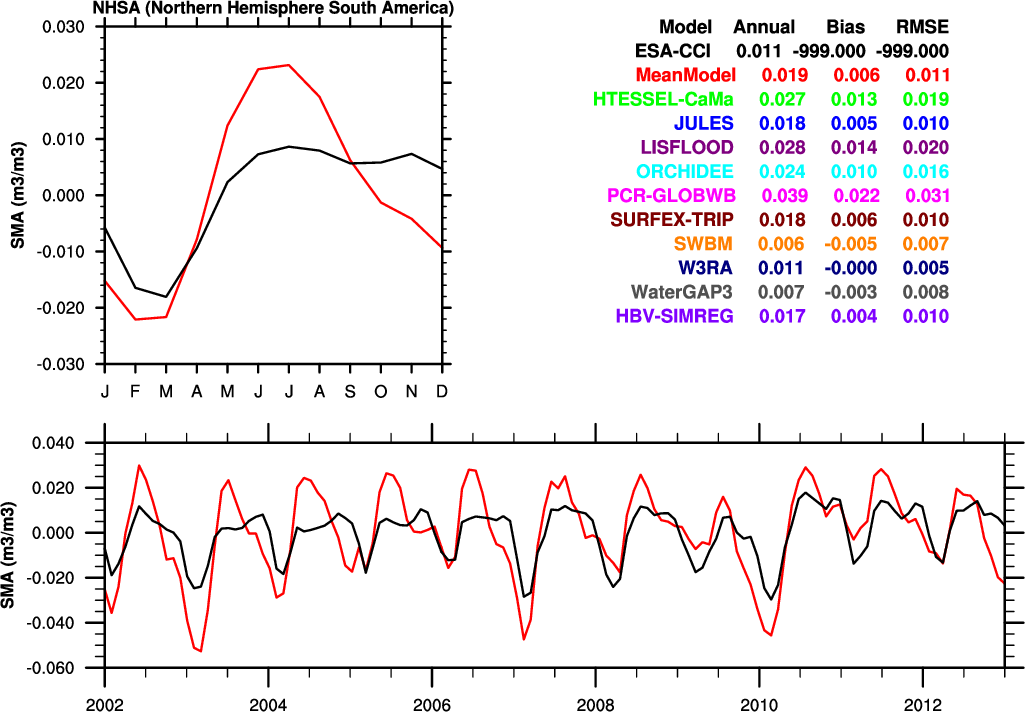 NHSA (Northern Hemisphere South America)
0.030
0.020
0.010
0.000
-0.010
-0.020
-0.030
SMA (m3/m3)
J F M A M J J A S O N D
Model Annual Bias RMSE
ESA-CCI 0.011 -999.000 -999.000
MeanModel 0.019 0.006 0.011
HTESSEL-CaMa 0.027 0.013 0.019
JULES 0.018 0.005 0.010
LISFLOOD 0.028 0.014 0.020
ORCHIDEE 0.024 0.010 0.016
PCR-GLOBWB 0.039 0.022 0.031
SURFEX-TRIP 0.018 0.006 0.010
SWBM 0.006 -0.005 0.007
W3RA 0.011 -0.000 0.005
WaterGAP3 0.007 -0.003 0.008
HBV-SIMREG 0.017 0.004 0.010
0.040
0.020
0.000
-0.020
-0.040
-0.060
SMA (m3/m3)
2002 2004 2006 2008 2010 2012